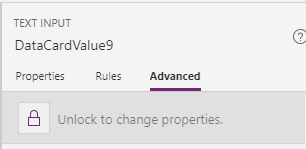 TEXT INPUT
DataCardValue9
Properties Rules Advanced
Unlock to change properties.